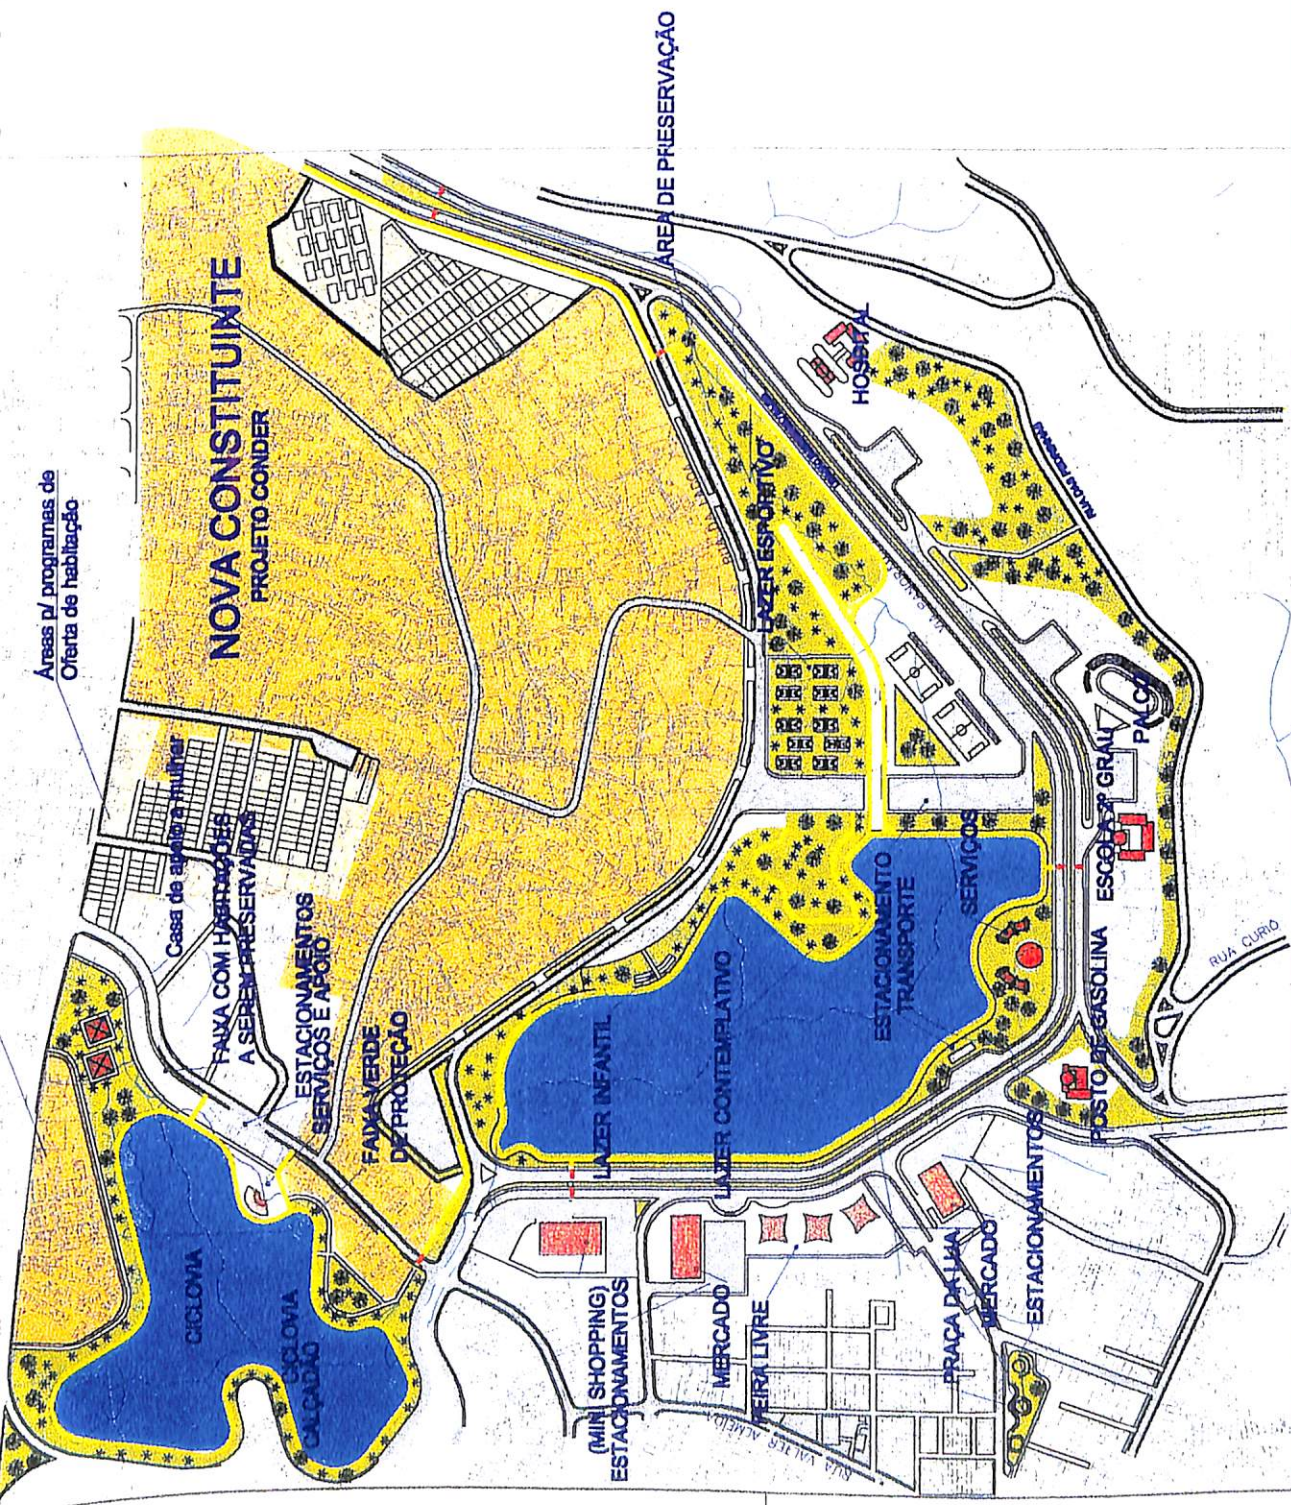 Áreas p/ programas de
Oferta de habitação
NOVA CONSTITUINTE
PROJETO CONDER
ÁREA DE PRESERVAÇÃO
Casa de apoio a mulher
FAIXA COM HABITAÇÕES
A SEREM PRESERVADAS
ESTACIONAMENTOS
SERVIÇOS E APOIO
FAIXA VERDE
DE PROTEÇÃO
LAZER ESPORTIVO
HOSPITAL
PALCO
ESCOLA 2º GRAU
SERVIÇOS
ESTACIONAMENTO
TRANSPORTE
LAZER CONTEMPLATIVO
LAZER INFANTIL
POSTO DE GASOLINA
RUA CURIO
CICLOVIA
CICLOVIA
CALÇADÃO
(MINI SHOPPING)
ESTACIONAMENTOS
MERCADO
FEIRA LIVRE
PRAÇA DA LUA
MERCADO
ESTACIONAMENTOS